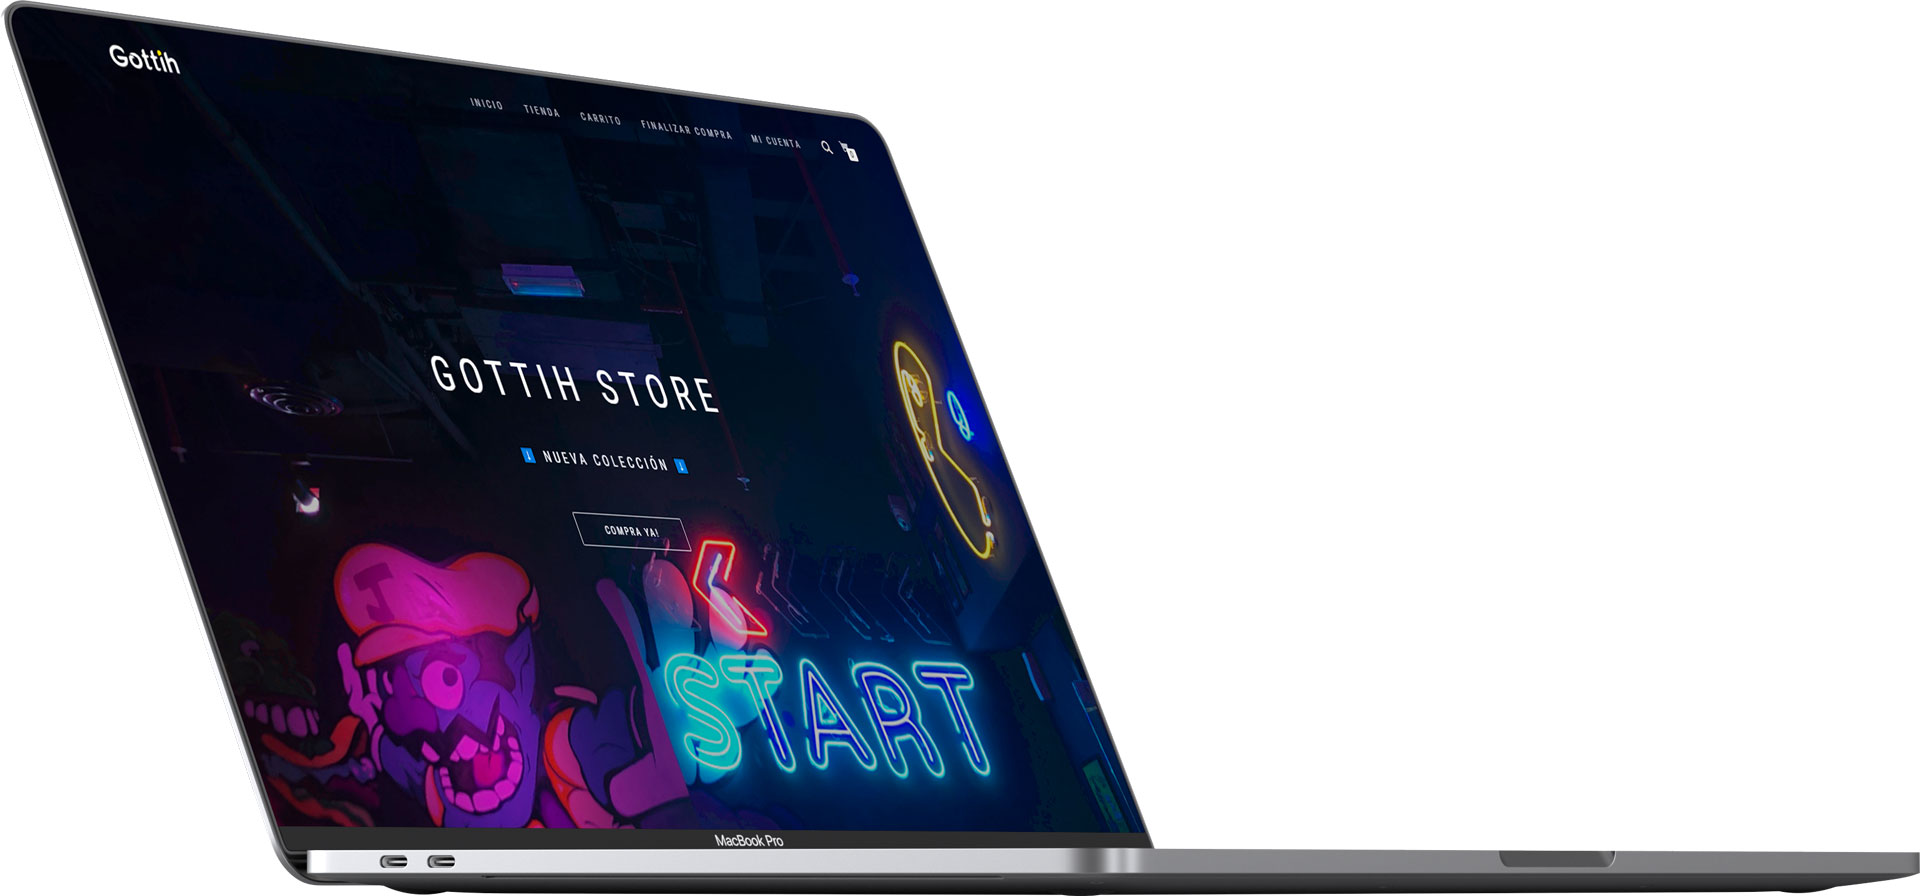 Gottih
INICIO TIENDA CARRITO FINALIZAR COMPRA MI CUENTA
GOTTIH STORE
NUEVA COLECCIÓN
COMPRA YA!
START
MacBook Pro